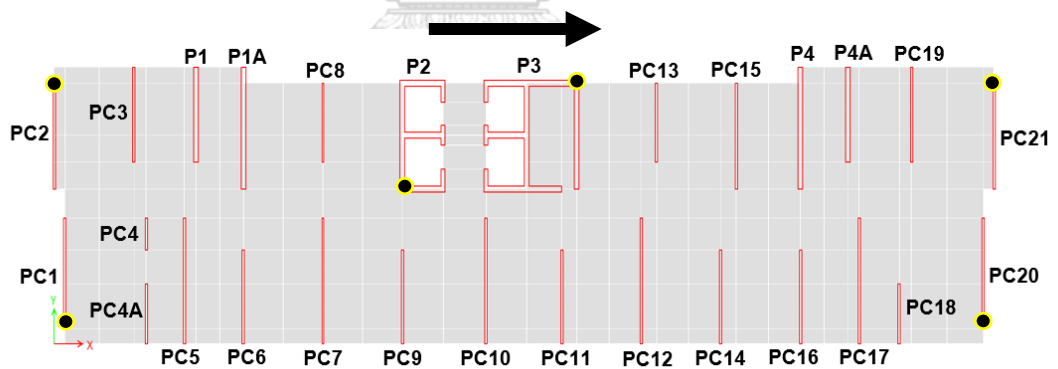 P1 P1A PC8 P2 P3 PC13 PC15 P4 P4A PC19
PC3
PC2 PC21
PC4
PC1 PC20
Y
PC4A PC18
X
PC5 PC6 PC7 PC9 PC10 PC11 PC12 PC14 PC16 PC17